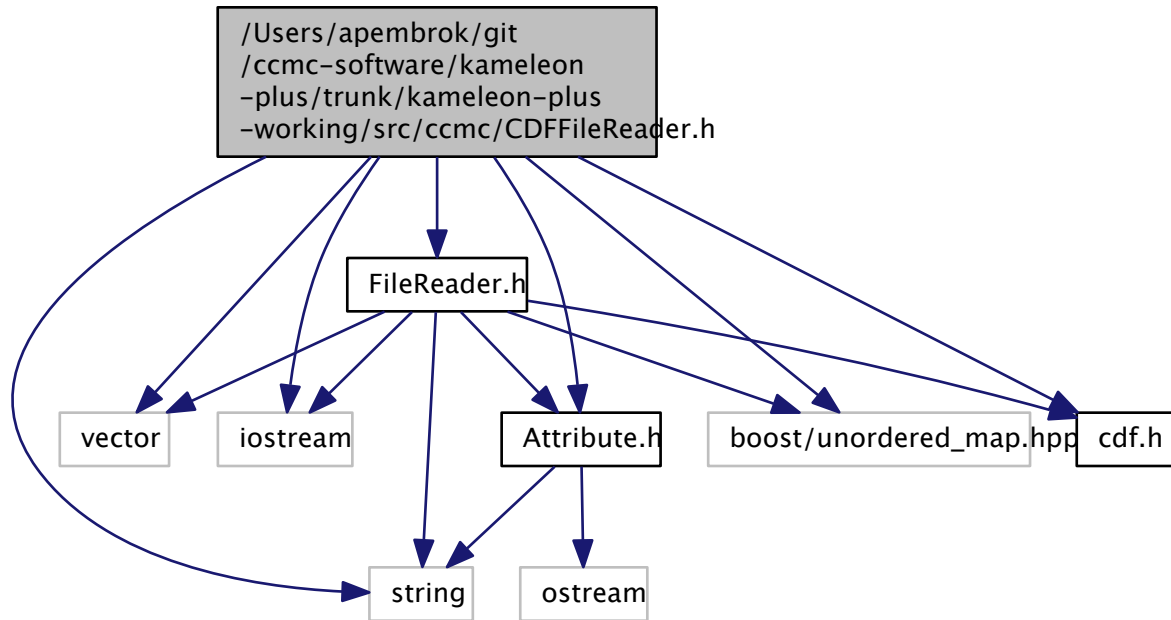 /Users/apembrok/git
/ccmc-software/kameleon
-plus/trunk/kameleon-plus
-working/src/ccmc/CDFFileReader.h
FileReader.h
vector
iostream
Attribute.h
boost/unordered_map.hpp
cdf.h
string
ostream